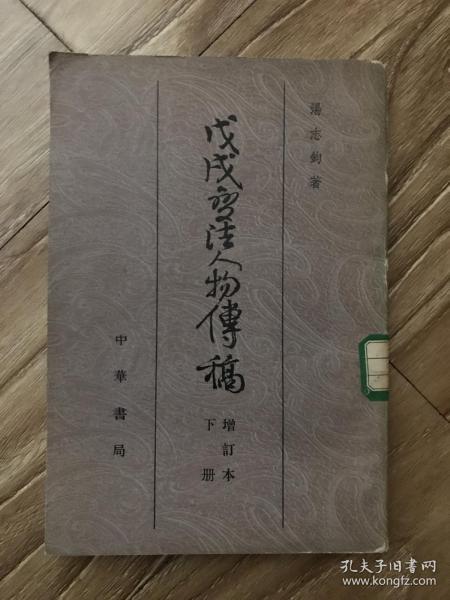 湯志鈞著
戊戌变法人物傳稿
增訂本
下册
中華書局
孔夫子旧书网
www.kongfz.com